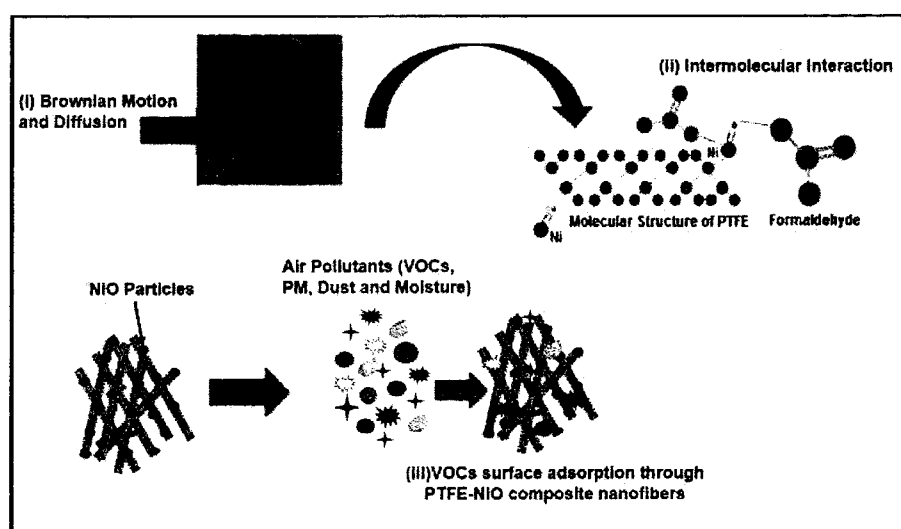 (i) Brownian Motion
and Diffusion
(ii) Intermolecular Interaction
Ni
Ni
Molecular Structure of PTFE
Formaldehyde
NiO Particles
Air Pollutants (VOCs,
PM, Dust and Moisture)
(iii)VOCs surface adsorption through
PTFE-NiO composite nanofibers